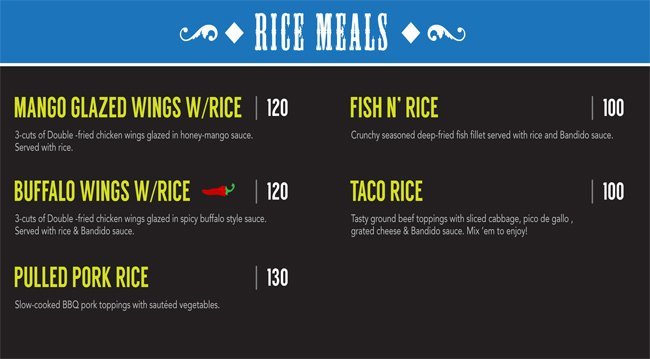 RICE MEALS
MANGO GLAZED WINGS W/RICE | 120
3-cuts of Double -fried chicken wings glazed in honey-mango sauce.
Served with rice.
BUFFALO WINGS W/RICE | 120
3-cuts of Double -fried chicken wings glazed in spicy buffalo style sauce.
Served with rice & Bandido sauce.
PULLED PORK RICE | 130
Slow-cooked BBQ pork toppings with sautéed vegetables.
FISH N' RICE | 100
Crunchy seasoned deep-fried fish fillet served with rice and Bandido sauce.
TACO RICE | 100
Tasty ground beef toppings with sliced cabbage, pico de gallo ,
grated cheese & Bandido sauce. Mix 'em to enjoy!